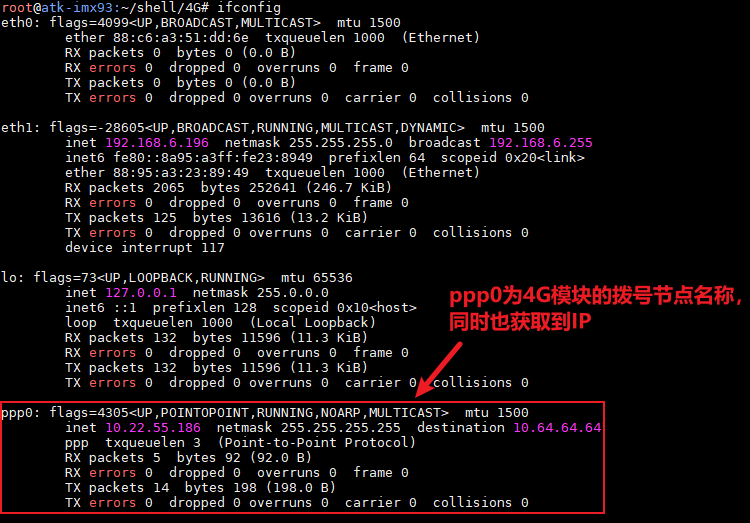 root@atk-imx93:~/shell/4G# ifconfig
eth0: flags=4099<UP,BROADCAST,MULTICAST>  mtu 1500
        ether 88:c6:a3:51:dd:6e  txqueuelen 1000  (Ethernet)
        RX packets 0  bytes 0 (0.0 B)
        RX errors 0  dropped 0  overruns 0  frame 0
        TX packets 0  bytes 0 (0.0 B)
        TX errors 0  dropped 0 overruns 0  carrier 0  collisions 0

eth1: flags=-28605<UP,BROADCAST,RUNNING,MULTICAST,DYNAMIC>  mtu 1500
        inet 192.168.6.196  netmask 255.255.255.0  broadcast 192.168.6.255
        inet6 fe80::8a95:a3ff:fe23:8949  prefixlen 64  scopeid 0x20<link>
        ether 88:95:a3:23:89:49  txqueuelen 1000  (Ethernet)
        RX packets 2065  bytes 252641 (246.7 KiB)
        RX errors 0  dropped 0  overruns 0  frame 0
        TX packets 125  bytes 13616 (13.2 KiB)
        TX errors 0  dropped 0 overruns 0  carrier 0  collisions 0
        device interrupt 117

lo: flags=73<UP,LOOPBACK,RUNNING>  mtu 65536
        inet 127.0.0.1  netmask 255.0.0.0
        inet6 ::1  prefixlen 128  scopeid 0x10<host>
        loop  txqueuelen 1000  (Local Loopback)
        RX packets 132  bytes 11596 (11.3 KiB)
        RX errors 0  dropped 0  overruns 0  frame 0
        TX packets 132  bytes 11596 (11.3 KiB)
        TX errors 0  dropped 0 overruns 0  carrier 0  collisions 0

ppp0为4G模块的拨号节点名称，
同时也获取到IP

ppp0: flags=4305<UP,POINTOPOINT,RUNNING,NOARP,MULTICAST>  mtu 1500
        inet 10.22.55.186  netmask 255.255.255.255  destination 10.64.64.64
        ppp  txqueuelen 3  (Point-to-Point Protocol)
        RX packets 5  bytes 92 (92.0 B)
        RX errors 0  dropped 0  overruns 0  frame 0
        TX packets 14  bytes 198 (198.0 B)
        TX errors 0  dropped 0 overruns 0  carrier 0  collisions 0